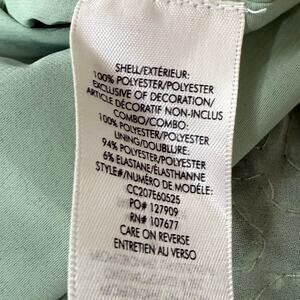 SHELL/EXTÉRIEUR:
100% POLYESTER/POLYESTER
EXCLUSIVE OF DECORATION/
ARTICLE DÉCORATIF NON-INCLUS
COMBO/COMBO:
100% POLYESTER/POLYESTER
LINING/DOUBLURE:
94% POLYESTER/POLYESTER
6% ELASTANE/ÉLASTHANNE
STYLE#/NUMÉRO DE MODÈLE:
CC207E60525
PO# 127909
RN# 107677
CARE ON REVERSE
ENTRETIEN AU VERSO